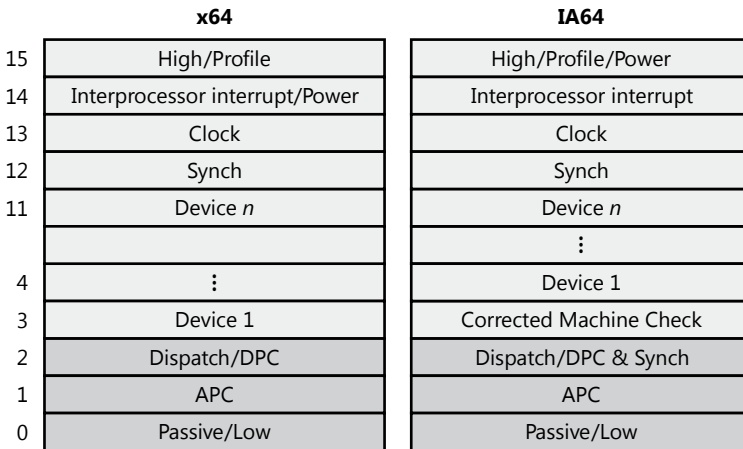 x64 IA64
15 High/Profile High/Profile/Power
14 Interprocessor interrupt/Power Interprocessor interrupt
13 Clock Clock
12 Synch Synch
11 Device n Device n
⋮
4 ⋮ Device 1
3 Device 1 Corrected Machine Check
2 Dispatch/DPC Dispatch/DPC & Synch
1 APC APC
0 Passive/Low Passive/Low